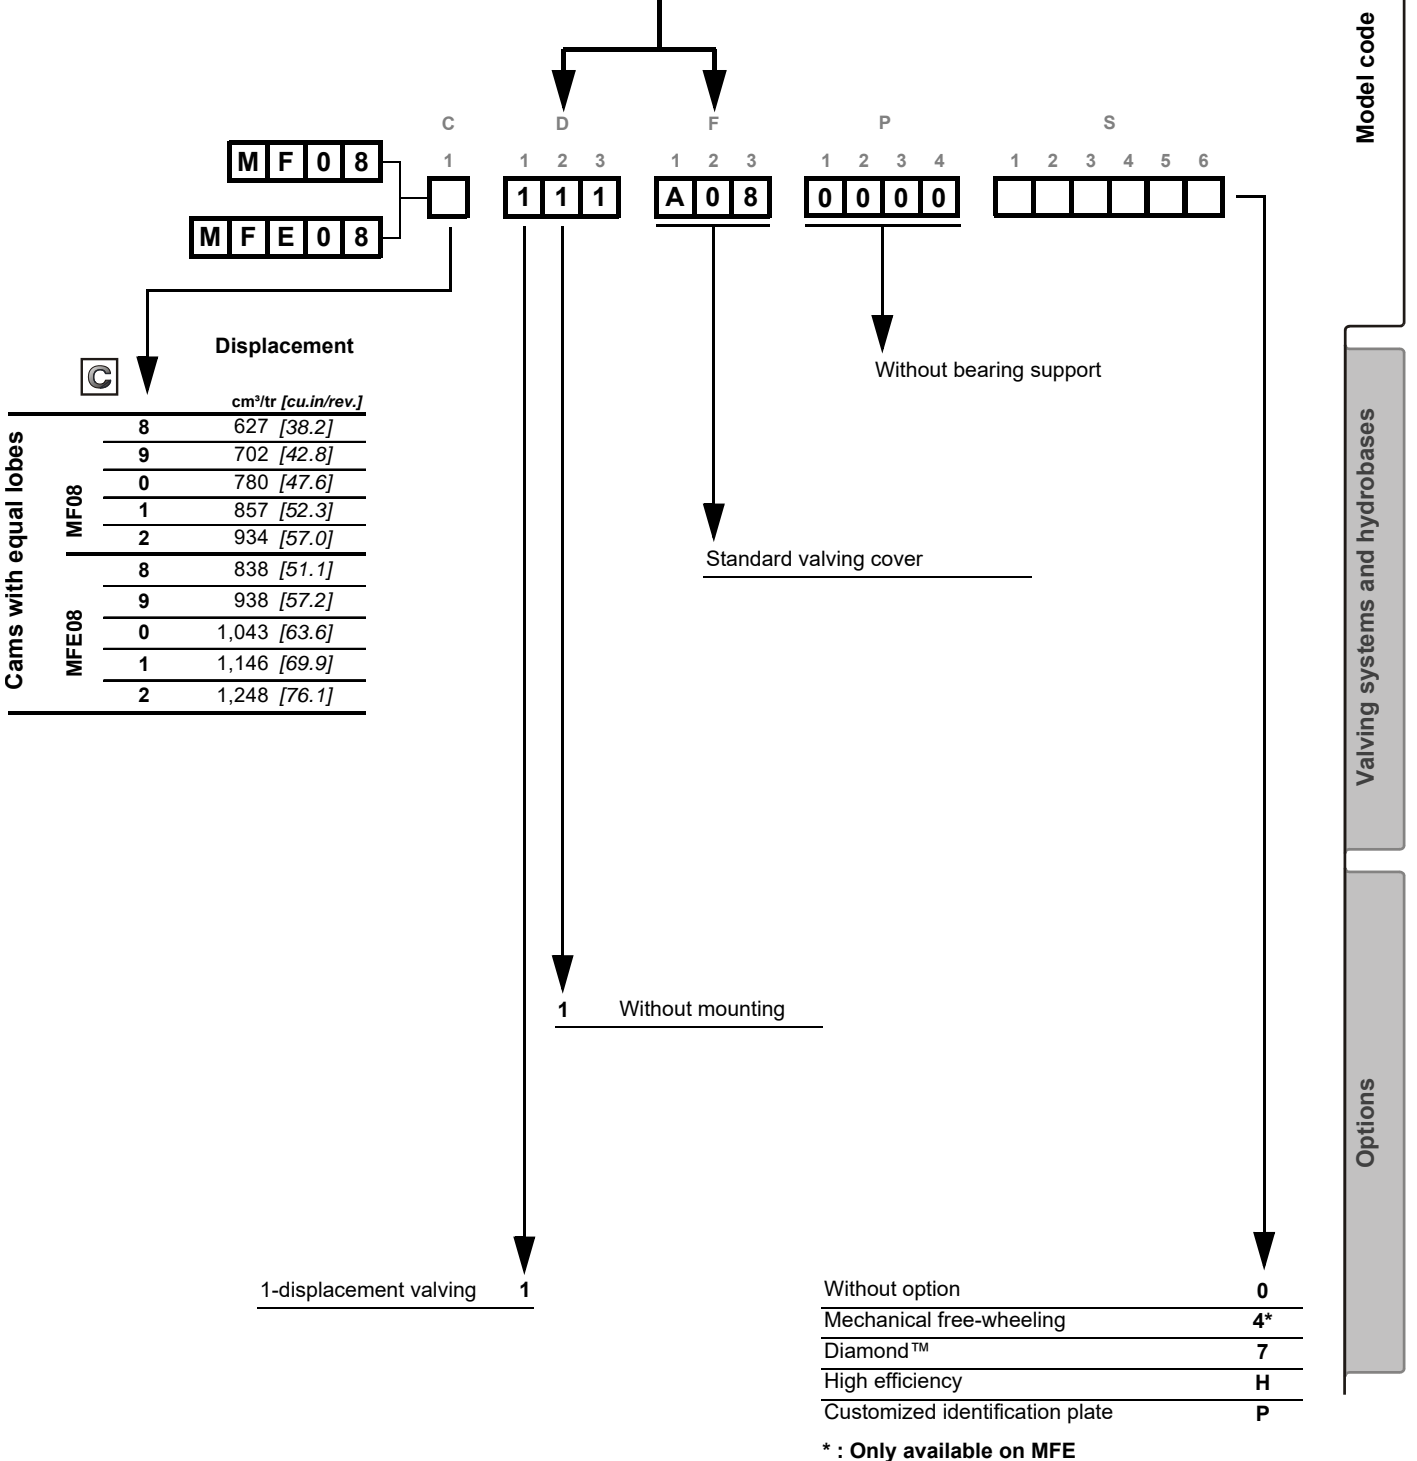 C D F P S
1 1 2 3 1 2 3 1 2 3 4 1 2 3 4 5 6
M F 0 8
1 1 1 A 0 8 0 0 0 0
M F E 0 8
Displacement
C
cm³/tr [cu.in/rev.]
Cams with equal lobes
MF08
8 627 [38.2]
9 702 [42.8]
0 780 [47.6]
1 857 [52.3]
2 934 [57.0]
MFE08
8 838 [51.1]
9 938 [57.2]
0 1,043 [63.6]
1 1,146 [69.9]
2 1,248 [76.1]
Without bearing support
Standard valving cover
1 Without mounting
1-displacement valving 1
Without option 0
Mechanical free-wheeling 4*
Diamond™ 7
High efficiency H
Customized identification plate P
* : Only available on MFE
Model code
Valving systems and hydrobases
Options